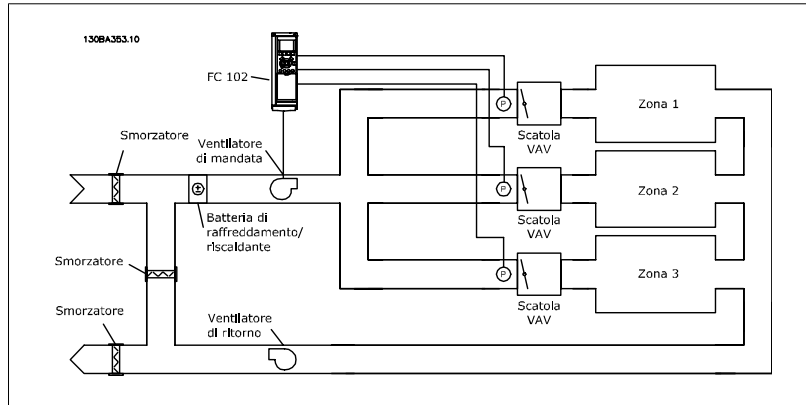 130BA353.10
FC 102
Smorzatore
Ventilatore
di mandata
P
Scatola
VAV
Zona 1
Batteria di
raffreddamento/
riscaldante
P
Scatola
VAV
Zona 2
Smorzatore
P
Scatola
VAV
Zona 3
Smorzatore
Ventilatore
di ritorno